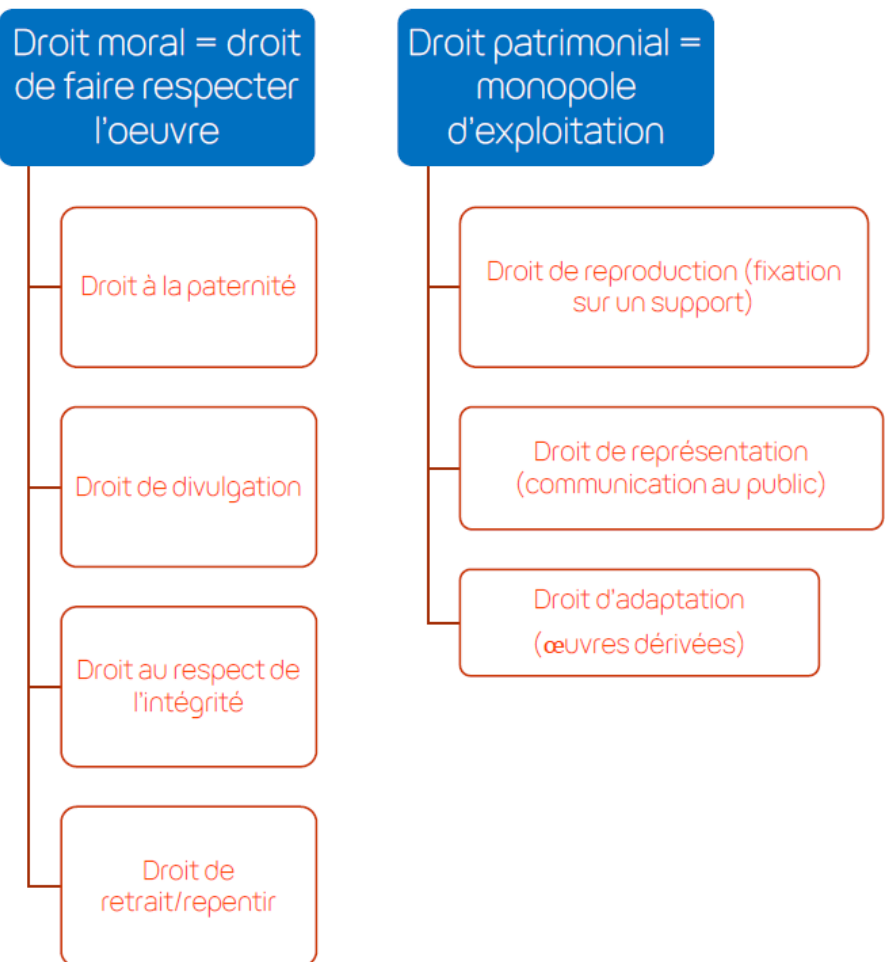 Droit moral = droit
de faire respecter
l'oeuvre
Droit à la paternité
Droit de divulgation
Droit au respect de
l'intégrité
Droit de
retrait/repentir
Droit patrimonial =
monopole
d'exploitation
Droit de reproduction (fixation
sur un support)
Droit de représentation
(communication au public)
Droit d'adaptation
(œuvres dérivées)